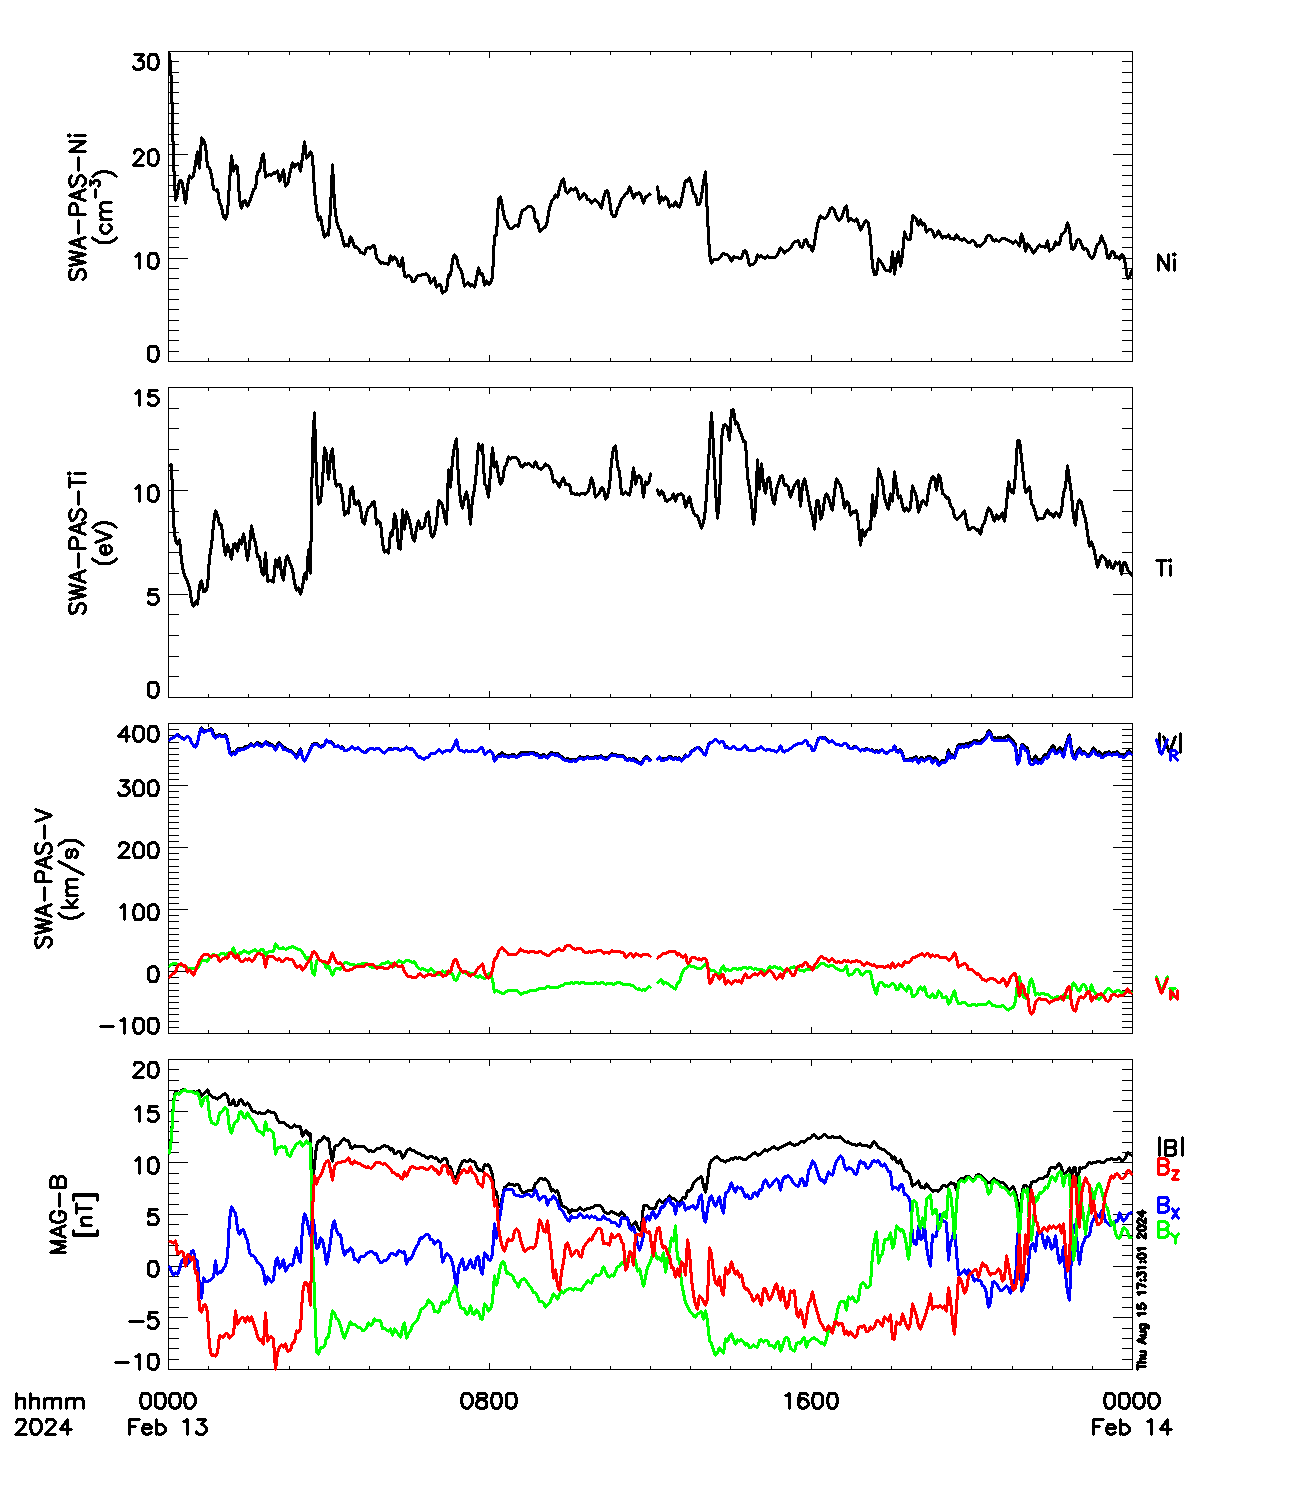 30
20
10
0
SWA-PAS-Ni
(cm⁻³)
Ni
15
10
5
0
SWA-PAS-Ti
(eV)
Ti
400
300
200
100
0
-100
SWA-PAS-V
(km/s)
|V|
V_R
V_N
20
15
10
5
0
-5
-10
MAG-B
[nT]
|B|
B_Z
B_X
B_Y
Thu Aug 15 17:31:01 2024
hhmm 0000 0800 1600 0000
2024 Feb 13 Feb 14